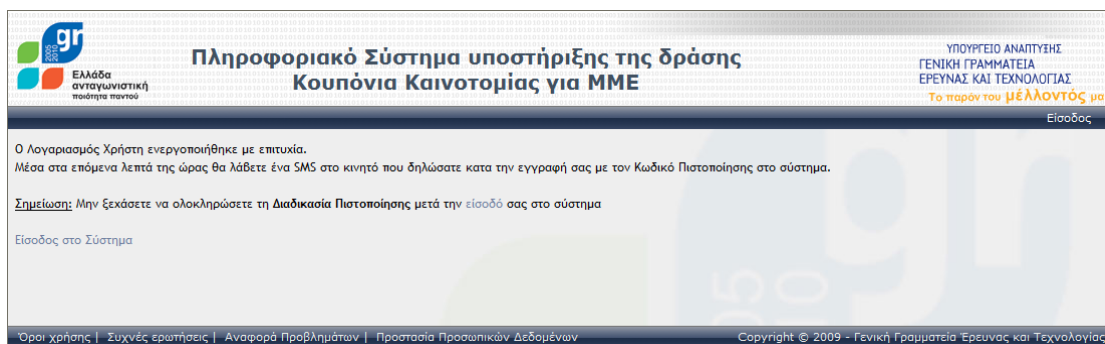 gr
2005
2010
Ελλάδα
ανταγωνιστική
ποιότητα παντού
Πληροφοριακό Σύστημα υποστήριξης της δράσης
Κουπόνια Καινοτομίας για ΜΜΕ
ΥΠΟΥΡΓΕΙΟ ΑΝΑΠΤΥΞΗΣ
ΓΕΝΙΚΗ ΓΡΑΜΜΑΤΕΙΑ
ΕΡΕΥΝΑΣ ΚΑΙ ΤΕΧΝΟΛΟΓΙΑΣ
Το παρόν του μέλλοντός μα
Είσοδος
Ο Λογαριασμός Χρήστη ενεργοποιήθηκε με επιτυχία.
Μέσα στα επόμενα λεπτά της ώρας θα λάβετε ένα SMS στο κινητό που δηλώσατε κατα την εγγραφή σας με τον Κωδικό Πιστοποίησης στο σύστημα.
Σημείωση: Μην ξεχάσετε να ολοκληρώσετε τη Διαδικασία Πιστοποίησης μετά την είσοδό σας στο σύστημα
Είσοδος στο Σύστημα
gr
05
10
Όροι χρήσης | Συχνές ερωτήσεις | Αναφορά Προβλημάτων | Προστασία Προσωπικών Δεδομένων
Copyright © 2009 - Γενική Γραμματεία Έρευνας και Τεχνολογίας